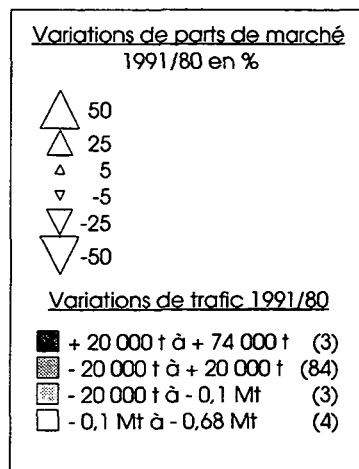 Variations de parts de marché
1991/80 en %
50
25
5
-5
-25
-50
Variations de trafic 1991/80
+ 20 000 t à + 74 000 t (3)
- 20 000 t à + 20 000 t (84)
- 20 000 t à - 0,1 Mt (3)
- 0,1 Mt à - 0,68 Mt (4)